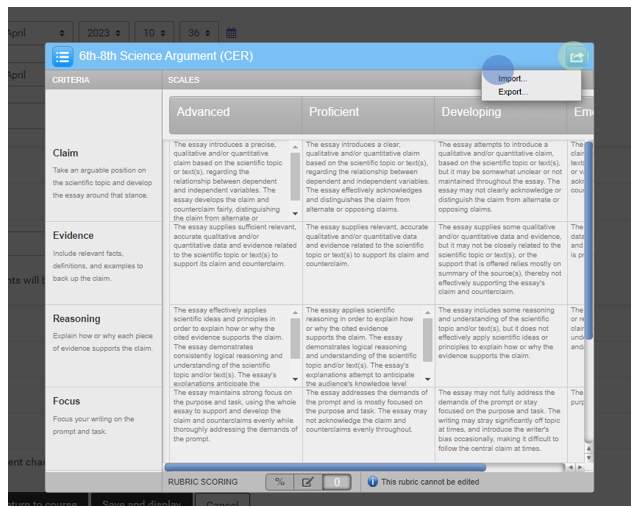 April 2023 10 36
6th-8th Science Argument (CER)
April
Import...
Export...
CRITERIA SCALES
Advanced Proficient Developing
Claim
Take an arguable position on
the scientific topic and develop
the essay around that stance.
The essay introduces a precise,
qualitative and/or quantitative
claim based on the scientific topic
or text(s), regarding the
relationship between dependent
and independent variables. The
essay develops the claim and
counterclaim fairly, distinguishing
the claim from alternate or
The essay introduces a clear,
qualitative and/or quantitative claim
based on the scientific topic or text(s),
regarding the relationship between
dependent and independent variables.
The essay effectively acknowledges
and distinguishes the claim from
alternate or opposing claims.
The essay attempts to introduce a
qualitative and/or quantitative claim,
based on the scientific topic or text(s),
but it may be somewhat unclear or not
maintained throughout the essay. The
essay may not clearly acknowledge or
distinguish the claim from alternate or
opposing claims.
Evidence
Include relevant facts,
definitions, and examples to
back up the claim.
The essay supplies sufficient relevant,
accurate qualitative and/or
quantitative data and evidence related
to the scientific topic or text(s) to
support its claim and counterclaim.
The essay supplies relevant, accurate
qualitative and/or quantitative data
and evidence related to the scientific
topic or text(s) to support its claim and
counterclaim.
The essay supplies some qualitative
and/or quantitative data and evidence,
but it may not be closely related to the
scientific topic or text(s), or the
support that is offered relies mostly on
summary of the source(s), thereby not
effectively supporting the essay's
claim and counterclaim.
Reasoning
Explain how or why each piece
of evidence supports the claim.
The essay effectively applies
scientific ideas and principles in
order to explain how or why the
cited evidence supports the claim.
The essay demonstrates
consistently logical reasoning and
understanding of the scientific
topic and/or text(s). The essay's
explanations anticipate the
The essay applies scientific
reasoning in order to explain how
or why the cited evidence
supports the claim. The essay
demonstrates logical reasoning
and understanding of the scientific
topic and/or text(s). The essay's
explanations attempt to anticipate
the audience's knowledge level
The essay includes some reasoning
and understanding of the scientific
topic and/or text(s), but it does not
effectively apply scientific ideas or
principles to explain how or why the
evidence supports the claim.
Focus
Focus your writing on the
prompt and task.
The essay maintains strong focus on
the purpose and task, using the whole
essay to support and develop the
claim and counterclaims evenly while
thoroughly addressing the demands of
the prompt.
The essay addresses the demands of
the prompt and is mostly focused on
the purpose and task. The essay may
not acknowledge the claim and
counterclaims evenly throughout.
The essay may not fully address the
demands of the prompt or stay
focused on the purpose and task. The
writing may stray significantly off topic
at times, and introduce the writer's
bias occasionally, making it difficult to
follow the central claim at times.
RUBRIC SCORING % 0 This rubric cannot be edited
to course Save and display Cancel